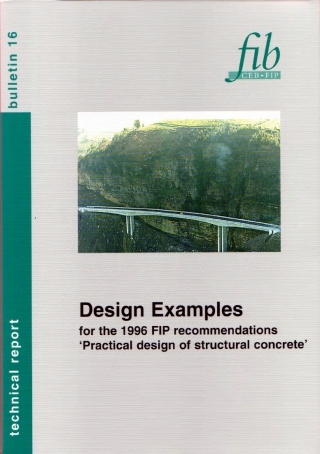 bulletin 16
fib
CEB·FIP
Design Examples
for the 1996 FIP recommendations
‘Practical design of structural concrete’
technical report